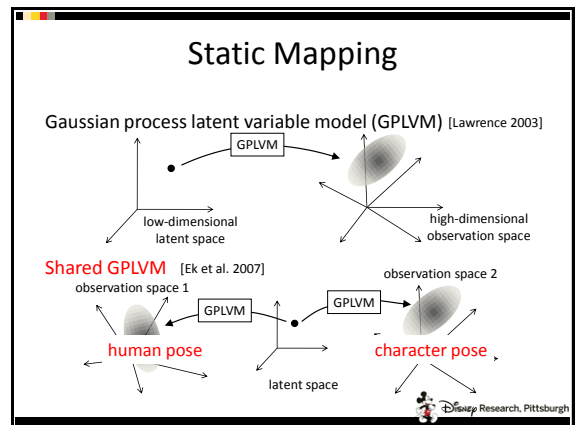 Static Mapping
Gaussian process latent variable model (GPLVM) [Lawrence 2003]
GPLVM
low-dimensional
latent space
high-dimensional
observation space
Shared GPLVM [Ek et al. 2007]
observation space 1
observation space 2
GPLVM
GPLVM
human pose
character pose
latent space
Disney Research, Pittsburgh